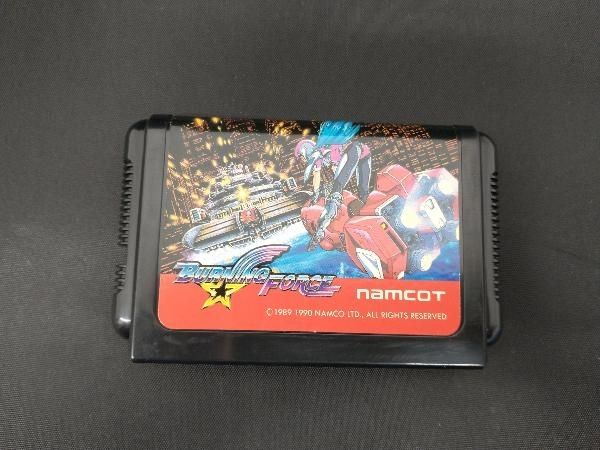 BURNING FORCE
namcot
© 1989 1990 NAMCO LTD., ALL RIGHTS RESERVED